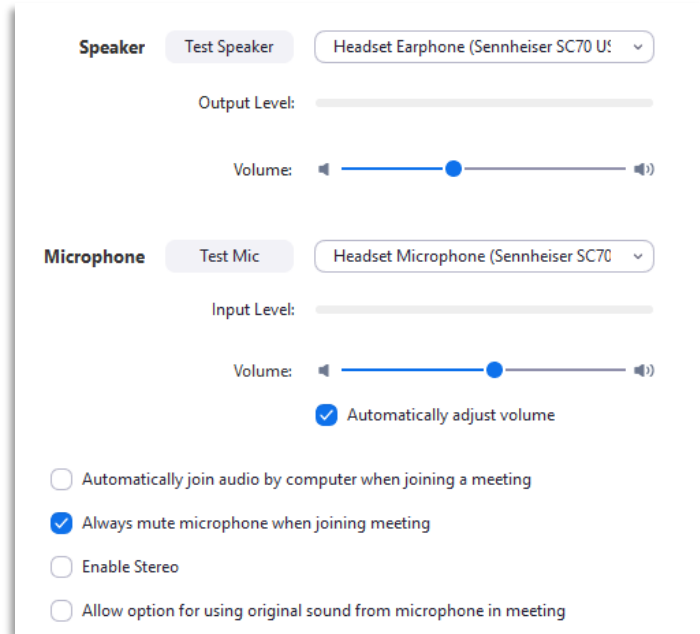 Speaker Test Speaker Headset Earphone (Sennheiser SC70 US
Output Level:
Volume:
Microphone Test Mic Headset Microphone (Sennheiser SC70
Input Level:
Volume:
Automatically adjust volume
Automatically join audio by computer when joining a meeting
Always mute microphone when joining meeting
Enable Stereo
Allow option for using original sound from microphone in meeting